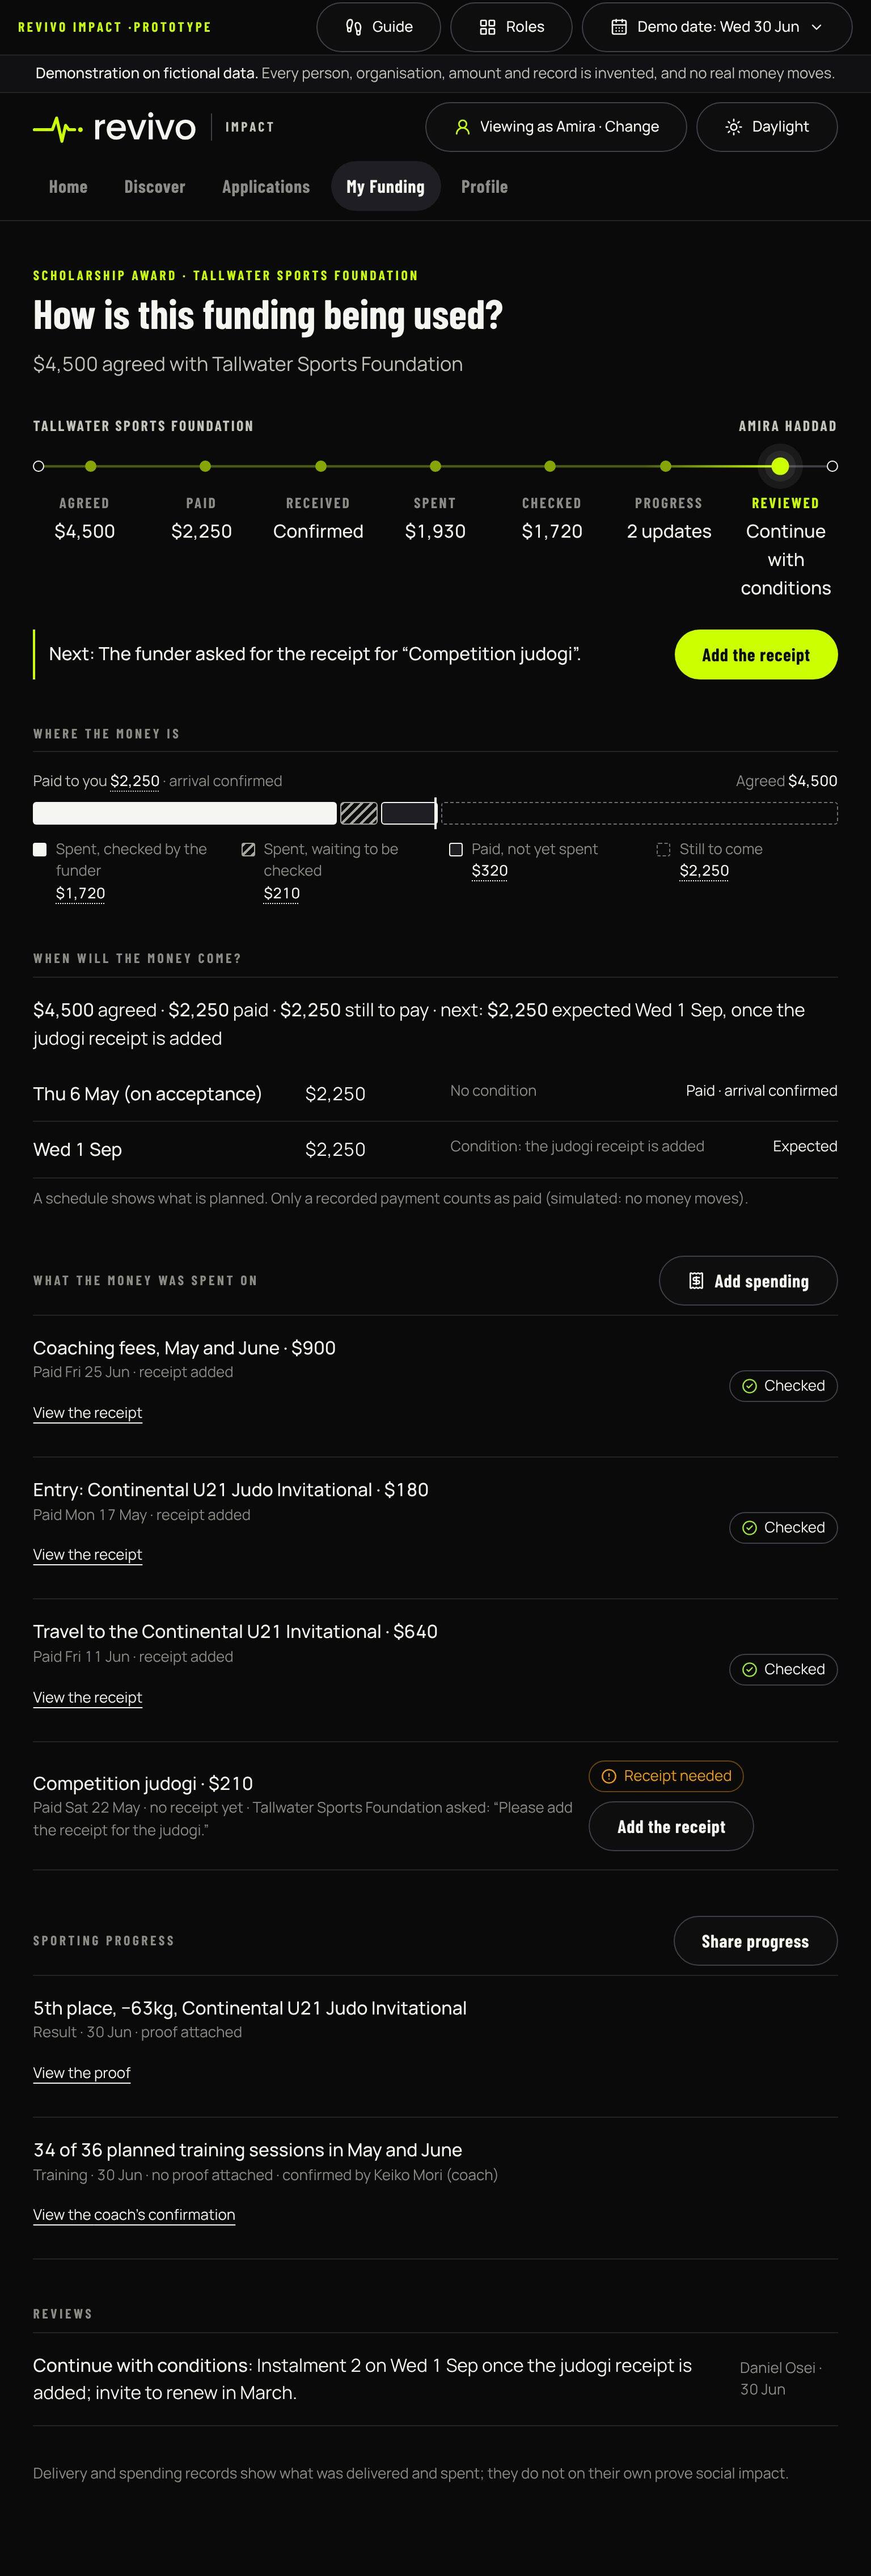 REVIVO IMPACT ·PROTOTYPE
Guide
Roles
Demo date: Wed 30 Jun
Demonstration on fictional data. Every person, organisation, amount and record is invented, and no real money moves.
revivo
IMPACT
Viewing as Amira · Change
Daylight
Home
Discover
Applications
My Funding
Profile
SCHOLARSHIP AWARD · TALLWATER SPORTS FOUNDATION
How is this funding being used?
$4,500 agreed with Tallwater Sports Foundation
TALLWATER SPORTS FOUNDATION
AMIRA HADDAD
AGREED
$4,500
PAID
$2,250
RECEIVED
Confirmed
SPENT
$1,930
CHECKED
$1,720
PROGRESS
2 updates
REVIEWED
Continue
with
conditions
Next: The funder asked for the receipt for “Competition judogi”.
Add the receipt
WHERE THE MONEY IS
Paid to you $2,250 · arrival confirmed
Agreed $4,500
Spent, checked by the
funder
$1,720
Spent, waiting to be
checked
$210
Paid, not yet spent
$320
Still to come
$2,250
WHEN WILL THE MONEY COME?
$4,500 agreed · $2,250 paid · $2,250 still to pay · next: $2,250 expected Wed 1 Sep, once the
judogi receipt is added
Thu 6 May (on acceptance)
$2,250
No condition
Paid · arrival confirmed
Wed 1 Sep
$2,250
Condition: the judogi receipt is added
Expected
A schedule shows what is planned. Only a recorded payment counts as paid (simulated: no money moves).
WHAT THE MONEY WAS SPENT ON
Add spending
Coaching fees, May and June · $900
Paid Fri 25 Jun · receipt added
View the receipt
Checked
Entry: Continental U21 Judo Invitational · $180
Paid Mon 17 May · receipt added
View the receipt
Checked
Travel to the Continental U21 Invitational · $640
Paid Fri 11 Jun · receipt added
View the receipt
Checked
Competition judogi · $210
Paid Sat 22 May · no receipt yet · Tallwater Sports Foundation asked: “Please add
the receipt for the judogi.”
Receipt needed
Add the receipt
SPORTING PROGRESS
Share progress
5th place, −63kg, Continental U21 Judo Invitational
Result · 30 Jun · proof attached
View the proof
34 of 36 planned training sessions in May and June
Training · 30 Jun · no proof attached · confirmed by Keiko Mori (coach)
View the coach’s confirmation
REVIEWS
Continue with conditions: Instalment 2 on Wed 1 Sep once the judogi receipt is
added; invite to renew in March.
Daniel Osei ·
30 Jun
Delivery and spending records show what was delivered and spent; they do not on their own prove social impact.